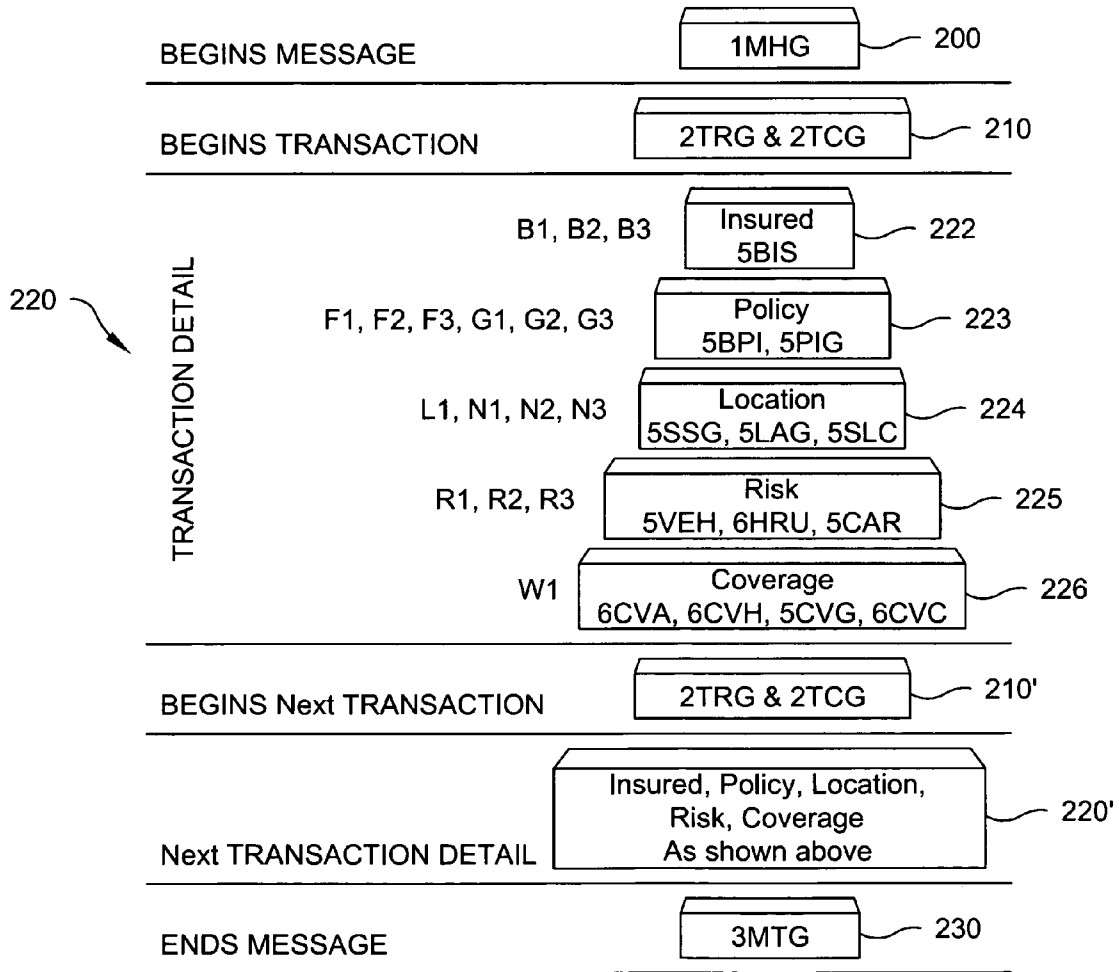 BEGINS MESSAGE
1MHG
200
BEGINS TRANSACTION
2TRG & 2TCG
210
220
TRANSACTION DETAIL
B1, B2, B3
Insured
5BIS
222
F1, F2, F3, G1, G2, G3
Policy
5BPI, 5PIG
223
L1, N1, N2, N3
Location
5SSG, 5LAG, 5SLC
224
R1, R2, R3
Risk
5VEH, 6HRU, 5CAR
225
W1
Coverage
6CVA, 6CVH, 5CVG, 6CVC
226
BEGINS Next TRANSACTION
2TRG & 2TCG
210'
Next TRANSACTION DETAIL
Insured, Policy, Location,
Risk, Coverage
As shown above
220'
ENDS MESSAGE
3MTG
230